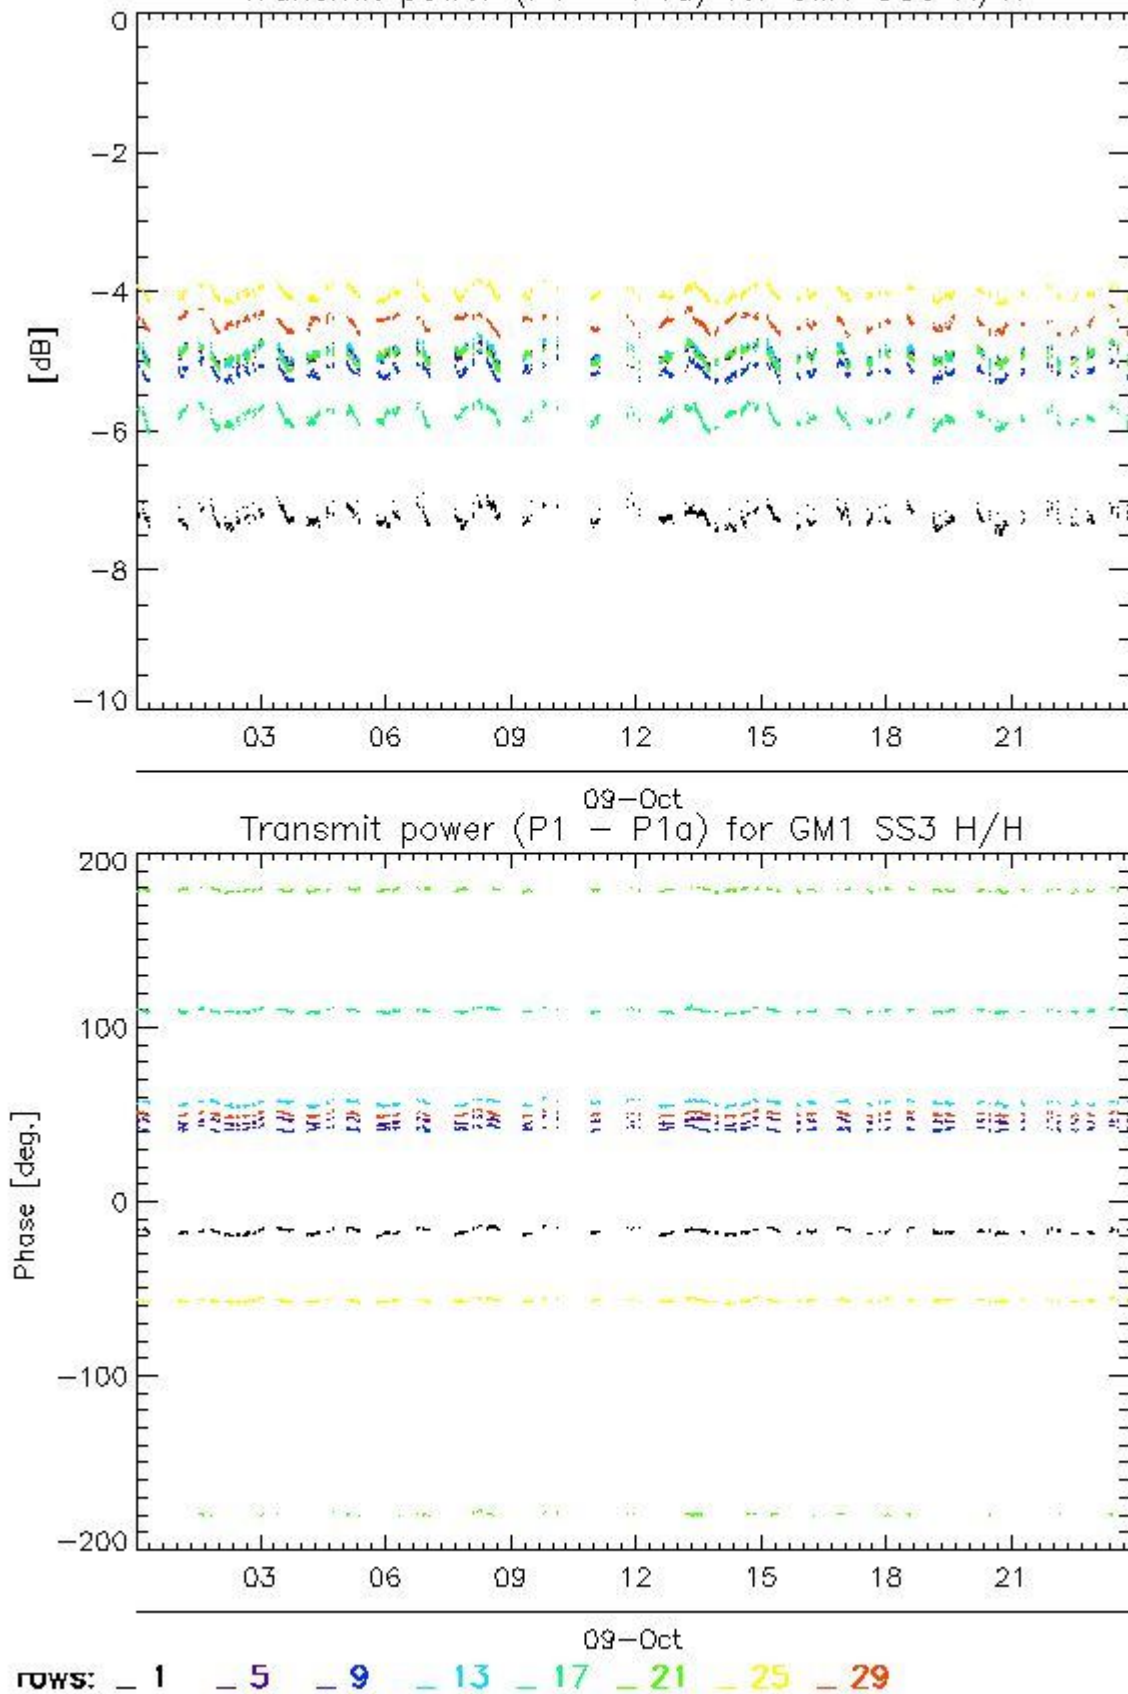 0
-2
-4
[dB]
-6
-8
-10
03 06 09 12 15 18 21
09-Oct
Transmit power (P1 - P1a) for GM1 SS3 H/H
200
100
Phase [deg.]
0
-100
-200
03 06 09 12 15 18 21
09-Oct
rows: _ 1 _ 5 _ 9 _ 13 _ 17 _ 21 _ 25 _ 29